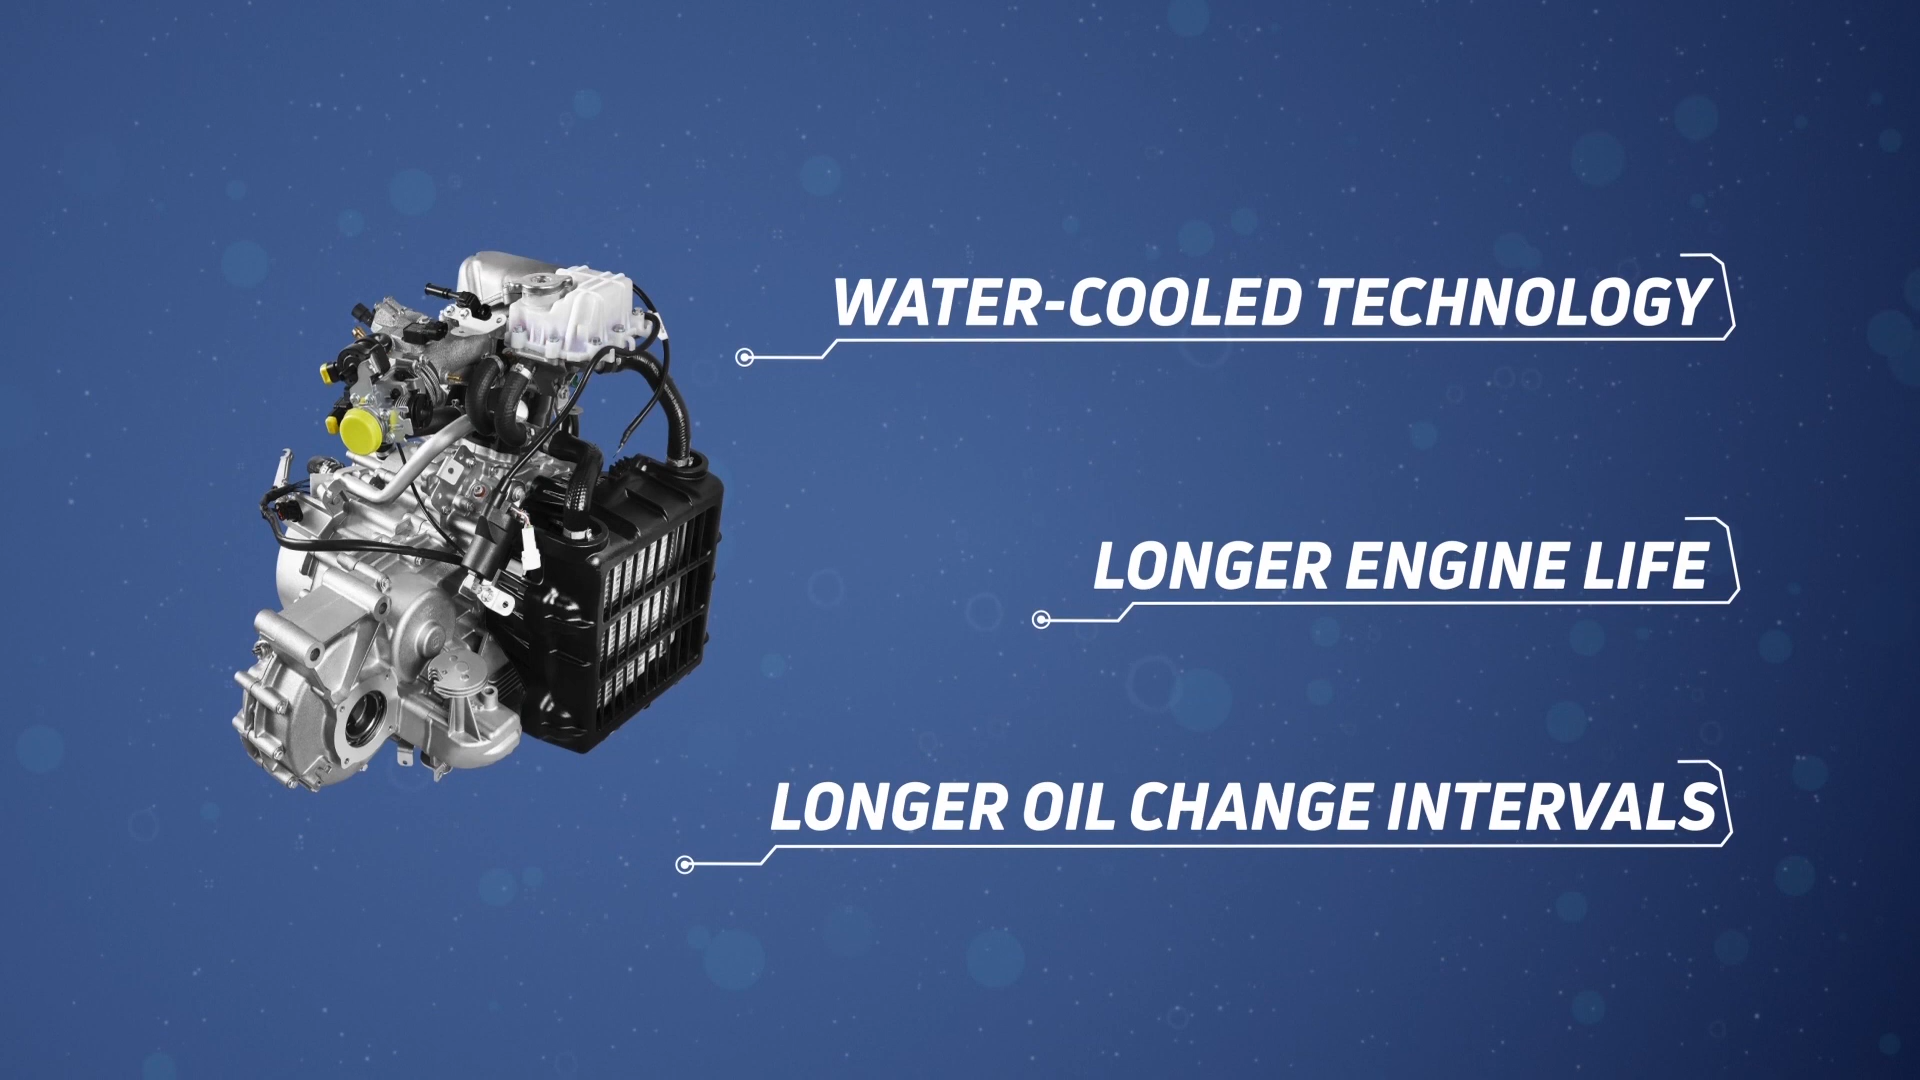 WATER-COOLED TECHNOLOGY
LONGER ENGINE LIFE
LONGER OIL CHANGE INTERVALS